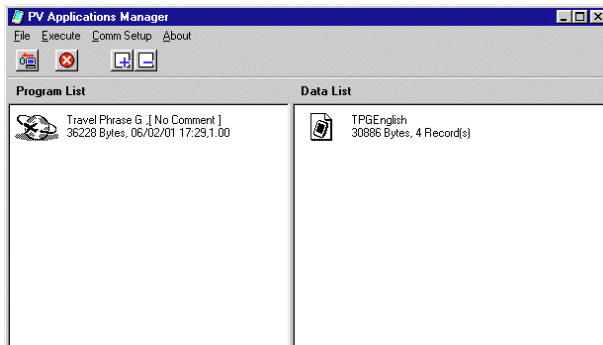 PV Applications Manager
File Execute Comm Setup About
Program List
Data List
Travel Phrase G ,[ No Comment ]
36228 Bytes, 06/02/01 17:29,1.00
TPGEnglish
30886 Bytes, 4 Record(s)